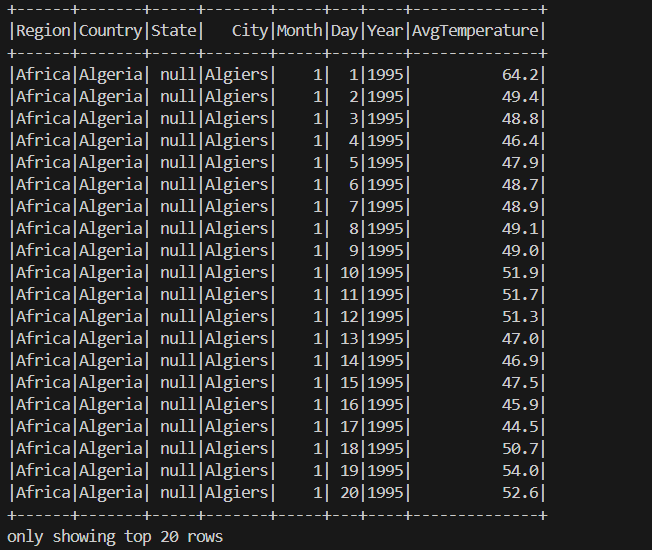 +------+-------+-----+-------+-----+---+----+--------------+
|Region|Country|State|   City|Month|Day|Year|AvgTemperature|
+------+-------+-----+-------+-----+---+----+--------------+
|Africa|Algeria| null|Algiers|    1|  1|1995|          64.2|
|Africa|Algeria| null|Algiers|    1|  2|1995|          49.4|
|Africa|Algeria| null|Algiers|    1|  3|1995|          48.8|
|Africa|Algeria| null|Algiers|    1|  4|1995|          46.4|
|Africa|Algeria| null|Algiers|    1|  5|1995|          47.9|
|Africa|Algeria| null|Algiers|    1|  6|1995|          48.7|
|Africa|Algeria| null|Algiers|    1|  7|1995|          48.9|
|Africa|Algeria| null|Algiers|    1|  8|1995|          49.1|
|Africa|Algeria| null|Algiers|    1|  9|1995|          49.0|
|Africa|Algeria| null|Algiers|    1| 10|1995|          51.9|
|Africa|Algeria| null|Algiers|    1| 11|1995|          51.7|
|Africa|Algeria| null|Algiers|    1| 12|1995|          51.3|
|Africa|Algeria| null|Algiers|    1| 13|1995|          47.0|
|Africa|Algeria| null|Algiers|    1| 14|1995|          46.9|
|Africa|Algeria| null|Algiers|    1| 15|1995|          47.5|
|Africa|Algeria| null|Algiers|    1| 16|1995|          45.9|
|Africa|Algeria| null|Algiers|    1| 17|1995|          44.5|
|Africa|Algeria| null|Algiers|    1| 18|1995|          50.7|
|Africa|Algeria| null|Algiers|    1| 19|1995|          54.0|
|Africa|Algeria| null|Algiers|    1| 20|1995|          52.6|
+------+-------+-----+-------+-----+---+----+--------------+
only showing top 20 rows